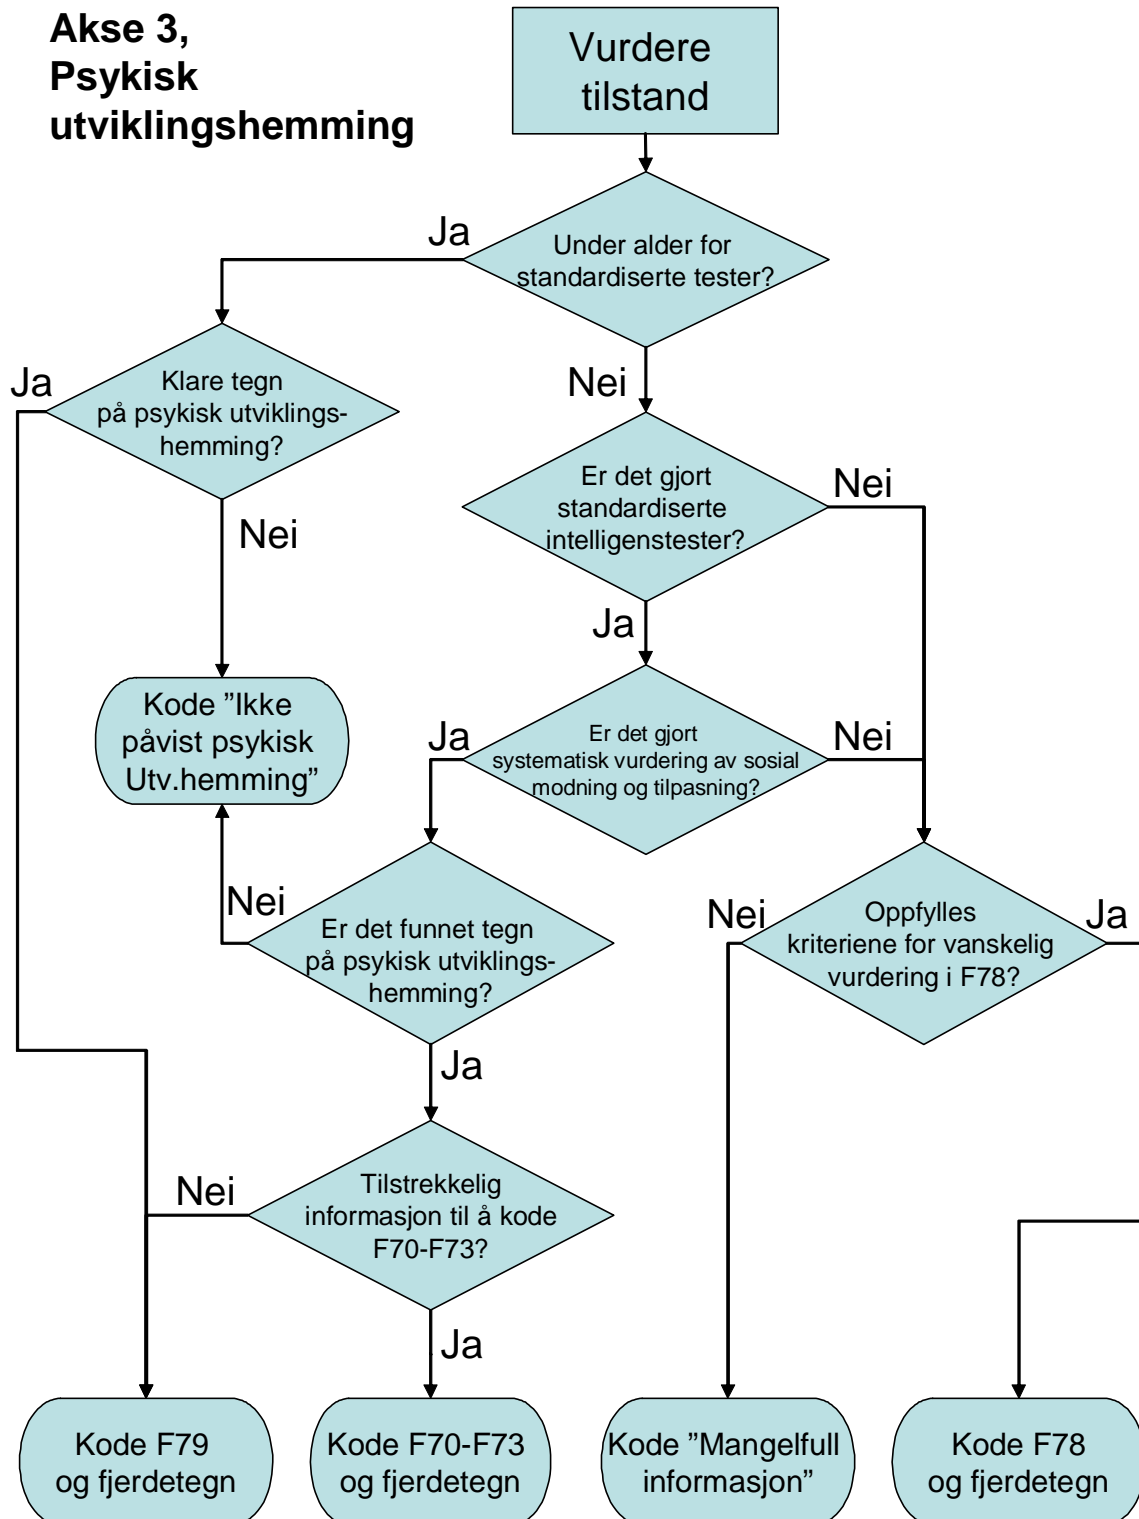 Akse 3,
Psykisk
utviklingshemming
Vurdere
tilstand
Under alder for
standardiserte tester?
Ja
Nei
Klare tegn
på psykisk utviklings-
hemming?
Ja
Nei
Er det gjort
standardiserte
intelligenstester?
Nei
Ja
Kode ”Ikke
påvist psykisk
Utv.hemming”
Er det gjort
systematisk vurdering av sosial
modning og tilpasning?
Ja
Nei
Er det funnet tegn
på psykisk utviklings-
hemming?
Nei
Ja
Oppfylles
kriteriene for vanskelig
vurdering i F78?
Nei
Ja
Tilstrekkelig
informasjon til å kode
F70-F73?
Nei
Ja
Kode F79
og fjerdetegn
Kode F70-F73
og fjerdetegn
Kode ”Mangelfull
informasjon”
Kode F78
og fjerdetegn